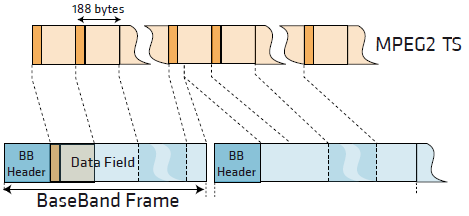 188 bytes
MPEG2 TS
BB
Header
Data Field
BB
Header
BaseBand Frame